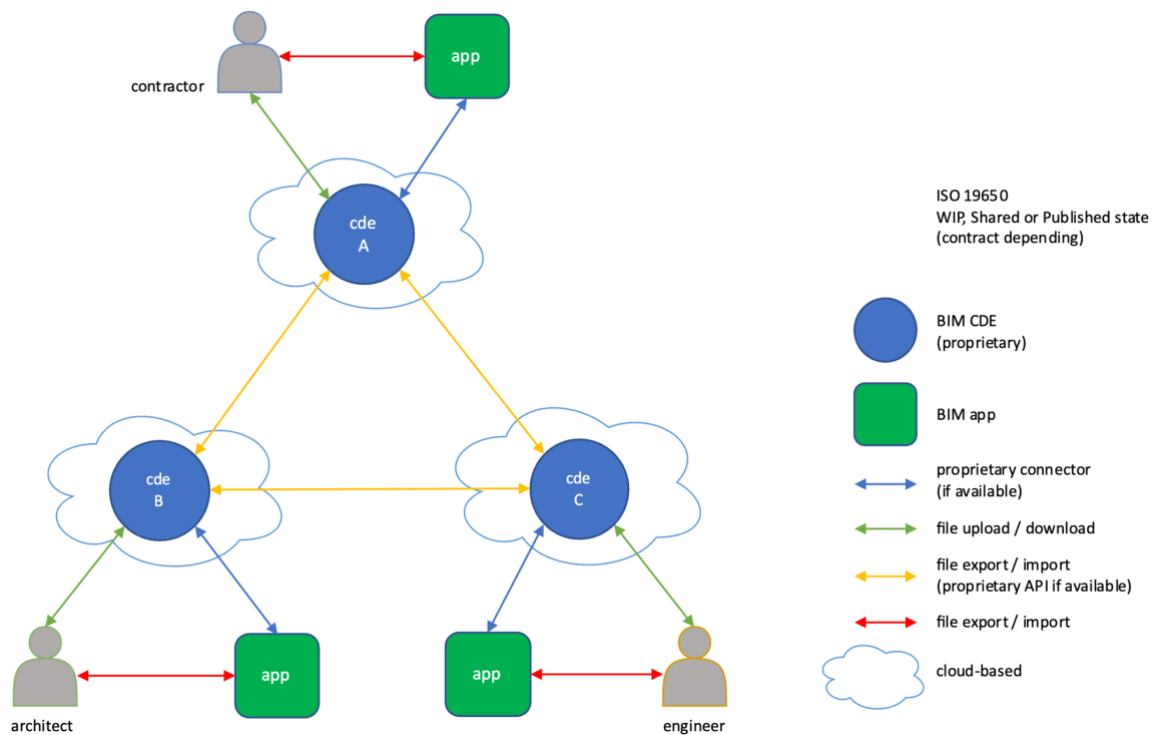 app
contractor
cde
A
ISO 19650
WIP, Shared or Published state
(contract depending)
BIM CDE
(proprietary)
BIM app
cde
B
cde
C
proprietary connector
(if available)
file upload / download
file export / import
(proprietary API if available)
file export / import
cloud-based
app
app
architect
engineer